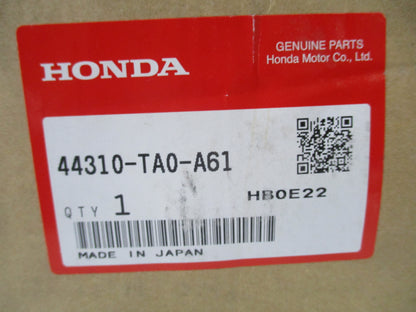 HONDA
GENUINE PARTS
Honda Motor Co., Ltd.
44310-TA0-A61
QTY 1
HB0E22
MADE IN JAPAN